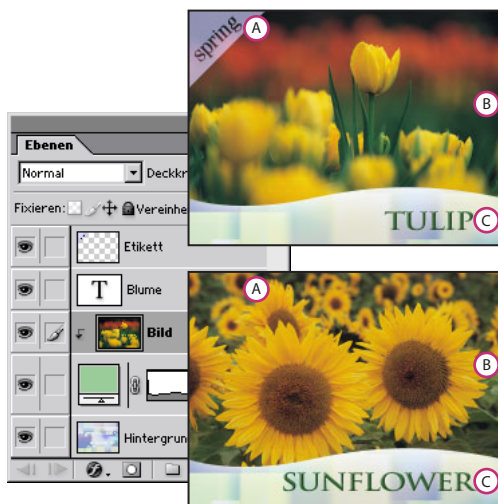 spring
A
B
TULIP
C
Ebenen
Normal
Deckkr
Fixieren:
Vereinhe
Etikett
T
Blume
Bild
Hintergrun
A
B
SUNFLOWER
C